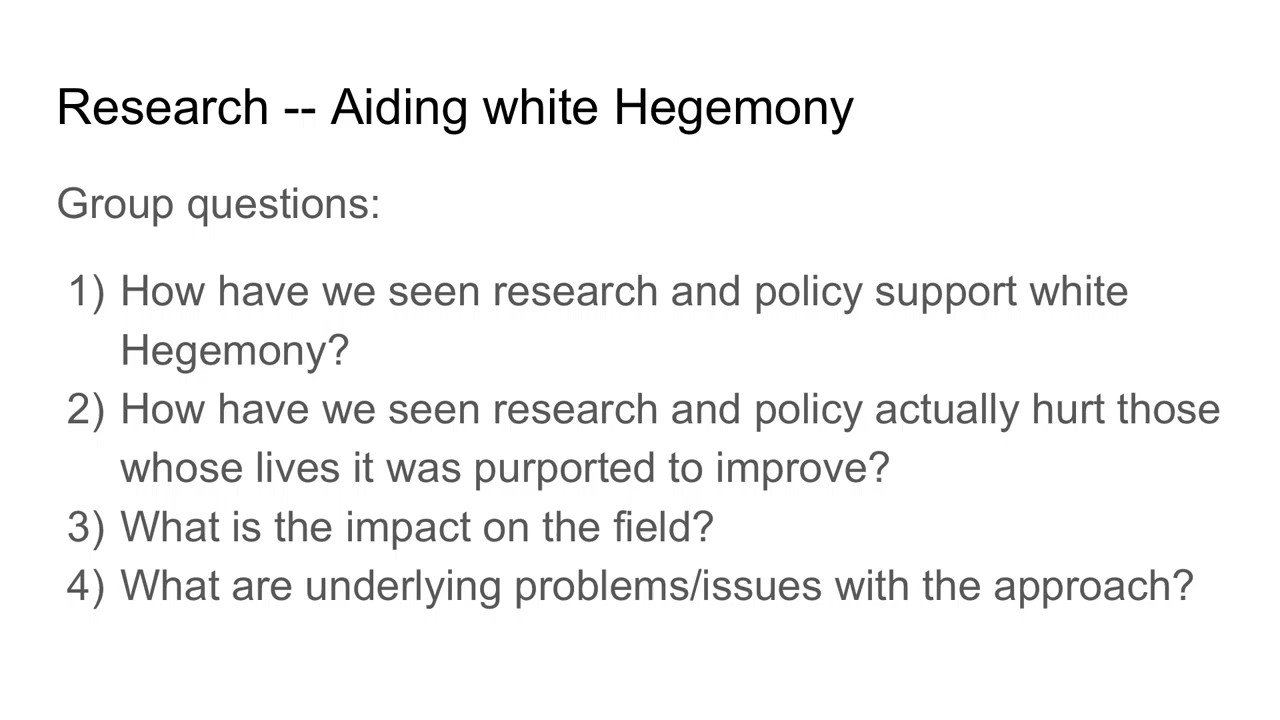 Research -- Aiding white Hegemony
Group questions:
1) How have we seen research and policy support white
Hegemony?
2) How have we seen research and policy actually hurt those
whose lives it was purported to improve?
3) What is the impact on the field?
4) What are underlying problems/issues with the approach?